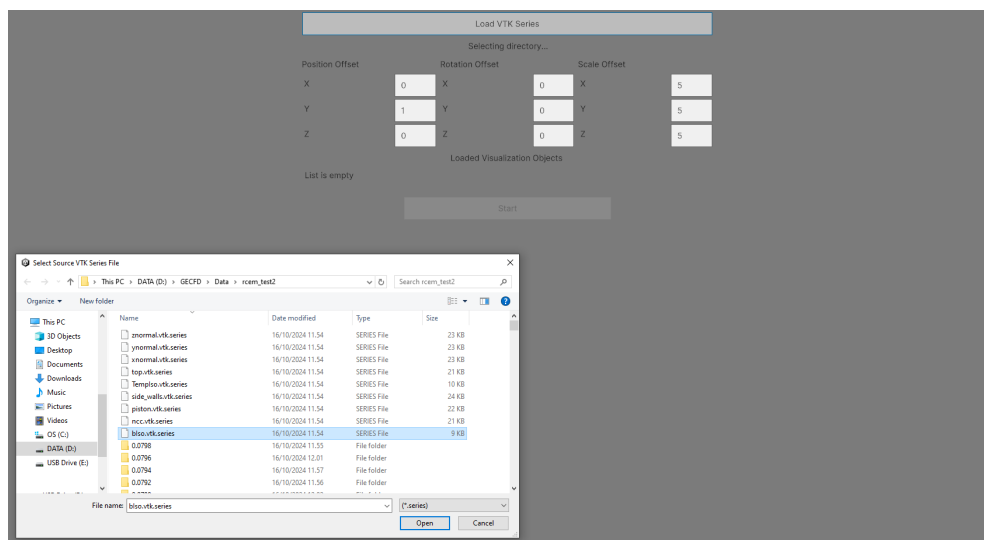 Load VTK Series
Selecting directory...
Position Offset Rotation Offset Scale Offset
X 0 X 0 X 5
Y 1 Y 0 Y 5
Z 0 Z 0 Z 5
Loaded Visualization Objects
List is empty
Start
Select Source VTK Series File
This PC > DATA (D:) > GECFD > Data > rcem_test2
Search rcem_test2
Organize New folder
This PC
3D Objects
Desktop
Documents
Downloads
Music
Pictures
Videos
OS (C:)
DATA (D:)
USB Drive (E:)
Name Date modified Type Size
znormal.vtk.series 16/10/2024 11.54 SERIES File 23 KB
ynormal.vtk.series 16/10/2024 11.54 SERIES File 23 KB
xnormal.vtk.series 16/10/2024 11.54 SERIES File 23 KB
top.vtk.series 16/10/2024 11.54 SERIES File 21 KB
TempIso.vtk.series 16/10/2024 11.54 SERIES File 10 KB
side_walls.vtk.series 16/10/2024 11.54 SERIES File 24 KB
piston.vtk.series 16/10/2024 11.54 SERIES File 22 KB
ncc.vtk.series 16/10/2024 11.54 SERIES File 21 KB
bIso.vtk.series 16/10/2024 11.54 SERIES File 9 KB
0.0798 16/10/2024 11.55 File folder
0.0796 16/10/2024 12.01 File folder
0.0794 16/10/2024 11.57 File folder
0.0792 16/10/2024 11.56 File folder
File name: bIso.vtk.series (*.series)
Open Cancel